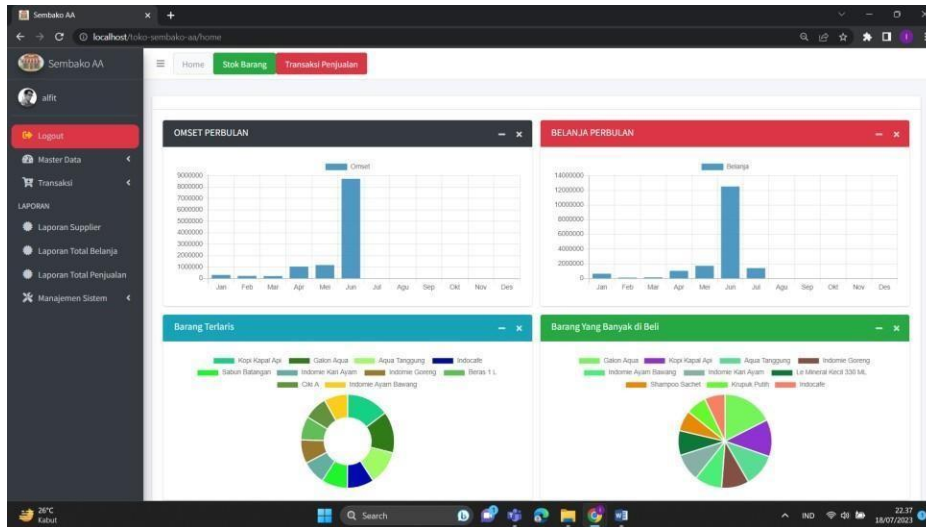 Sembako AA
localhost/toko-sembako-aa/home
Sembako AA
Home Stok Barang Transaksi Penjualan
alfit
Logout
Master Data
Transaksi
LAPORAN
Laporan Supplier
Laporan Total Belanja
Laporan Total Penjualan
Manajemen Sistem
OMSET PERBULAN
Omset
9000000
8000000
7000000
6000000
5000000
4000000
3000000
2000000
1000000
0
Jan Feb Mar Apr Mei Jun Jul Agu Sep Okt Nov Des
BELANJA PERBULAN
Belanja
14000000
12000000
10000000
8000000
6000000
4000000
2000000
0
Jan Feb Mar Apr Mei Jun Jul Agu Sep Okt Nov Des
Barang Terlaris
Kopi Kapal Api Galon Aqua Aqua Tanggung Indocafe
Sabun Batangan Indomie Kari Ayam Indomie Goreng Beras 1 L
Ciki A Indomie Ayam Bawang
Barang Yang Banyak di Beli
Galon Aqua Kopi Kapal Api Aqua Tanggung Indomie Goreng
Indomie Ayam Bawang Indomie Kari Ayam Le Mineral Kecil 330 ML
Shampoo Sachet Krupuk Putih Indocafe
26°C
Kabut
Search
IND
22.37
18/07/2023